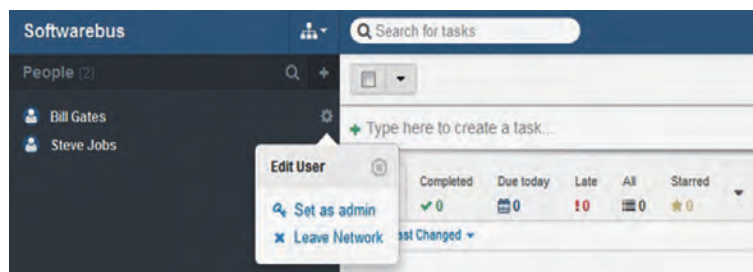 Softwarebus
Search for tasks
People (2)
Bill Gates
Steve Jobs
Type here to create a task...
Edit User
Set as admin
Leave Network
Completed
0
Due today
0
Late
!0
All
0
Starred
0
ast Changed